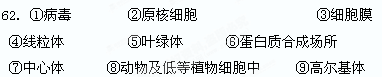 62. ①病毒 ②原核细胞 ③细胞膜
④线粒体 ⑤叶绿体 ⑥蛋白质合成场所
⑦中心体 ⑧动物及低等植物细胞中 ⑨高尔基体